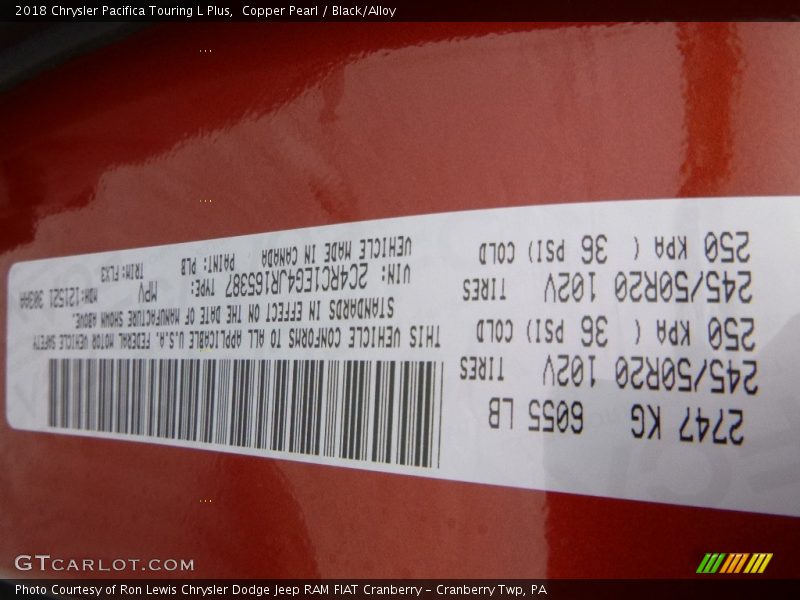 2018 Chrysler Pacifica Touring L Plus,  Copper Pearl / Black/Alloy
2747 KG 6055 LB
245/50R20 102V TIRES
250 KPA ( 36 PSI) COLD
245/50R20 102V TIRES
250 KPA ( 36 PSI) COLD
THIS VEHICLE CONFORMS TO ALL APPLICABLE U.S.A. FEDERAL MOTOR VEHICLE SAFETY
STANDARDS IN EFFECT ON THE DATE OF MANUFACTURE SHOWN ABOVE.
VIN: 2C4RC1EG4JR165387 TYPE: MPV MDH:121521 303AA
VEHICLE MADE IN CANADA PAINT: PLB TRIM:FLX3
GTCARLOT.COM
Photo Courtesy of Ron Lewis Chrysler Dodge Jeep RAM FIAT Cranberry – Cranberry Twp, PA